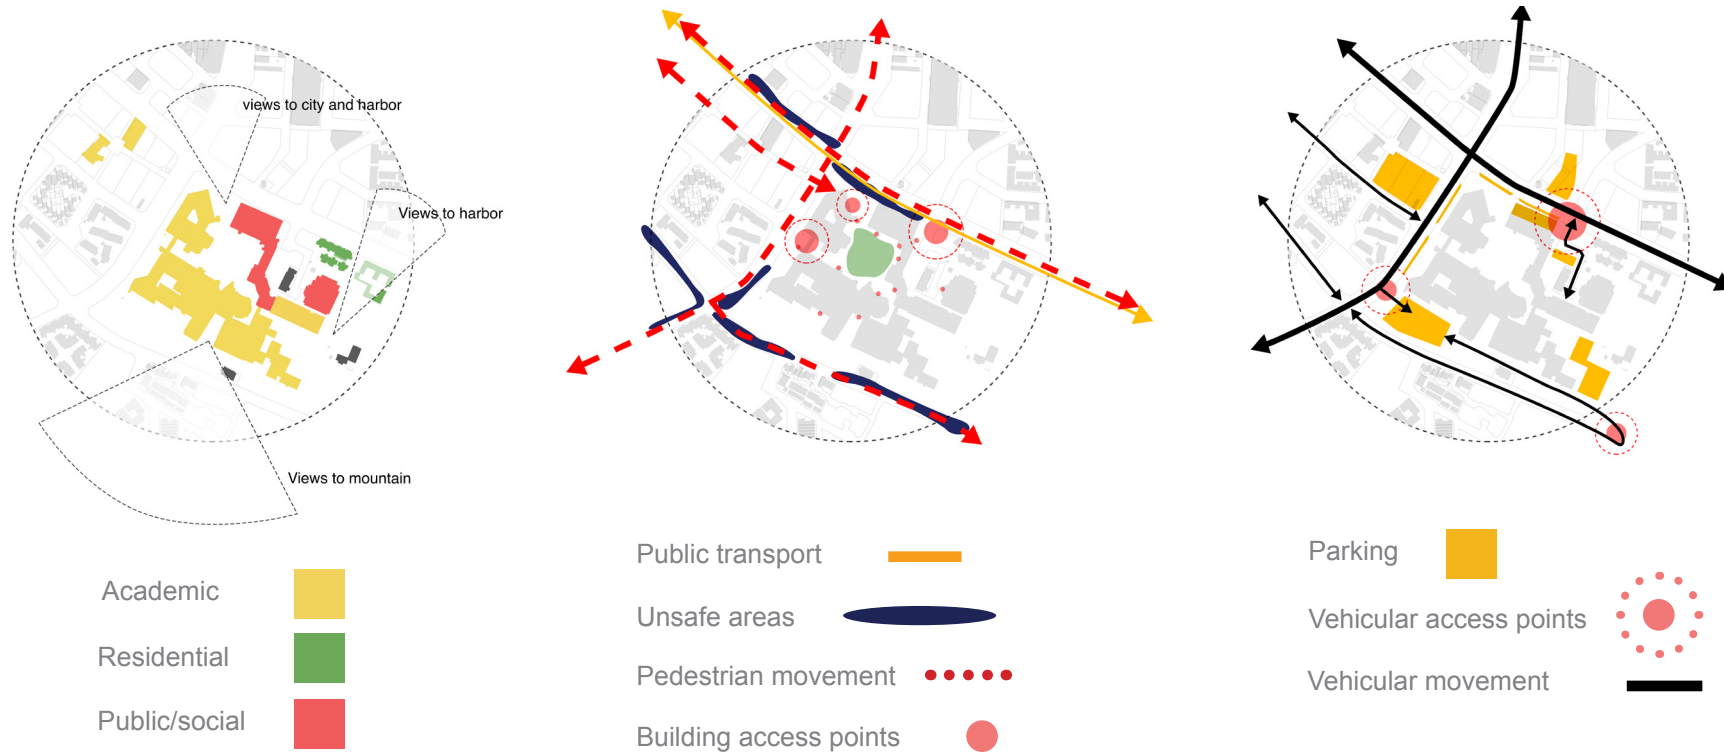 views to city and harbor
Views to harbor
Views to mountain
Academic
Residential
Public/social
Public transport
Unsafe areas
Pedestrian movement
Building access points
Parking
Vehicular access points
Vehicular movement